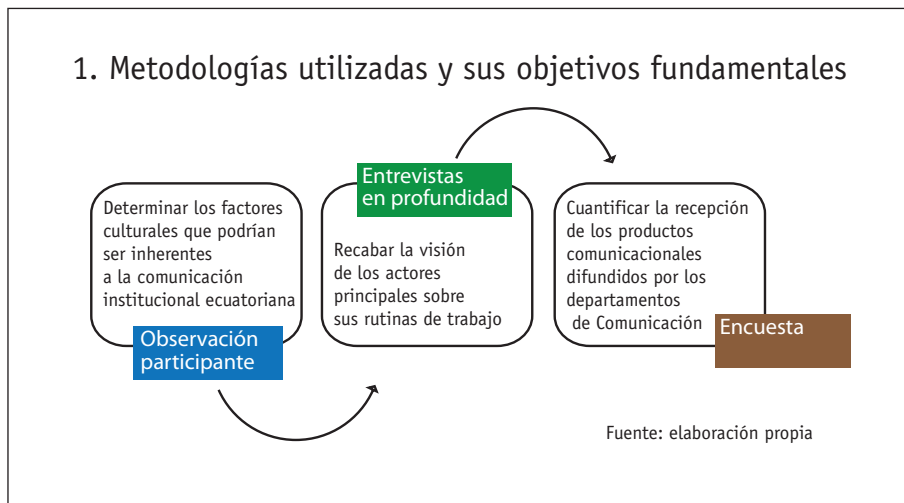 1. Metodologías utilizadas y sus objetivos fundamentales
Determinar los factores
culturales que podrían
ser inherentes
a la comunicación
institucional ecuatoriana
Observación
participante
Entrevistas
en profundidad
Recabar la visión
de los actores
principales sobre
sus rutinas de trabajo
Cuantificar la recepción
de los productos
comunicacionales
difundidos por los
departamentos
de Comunicación
Encuesta
Fuente: elaboración propia